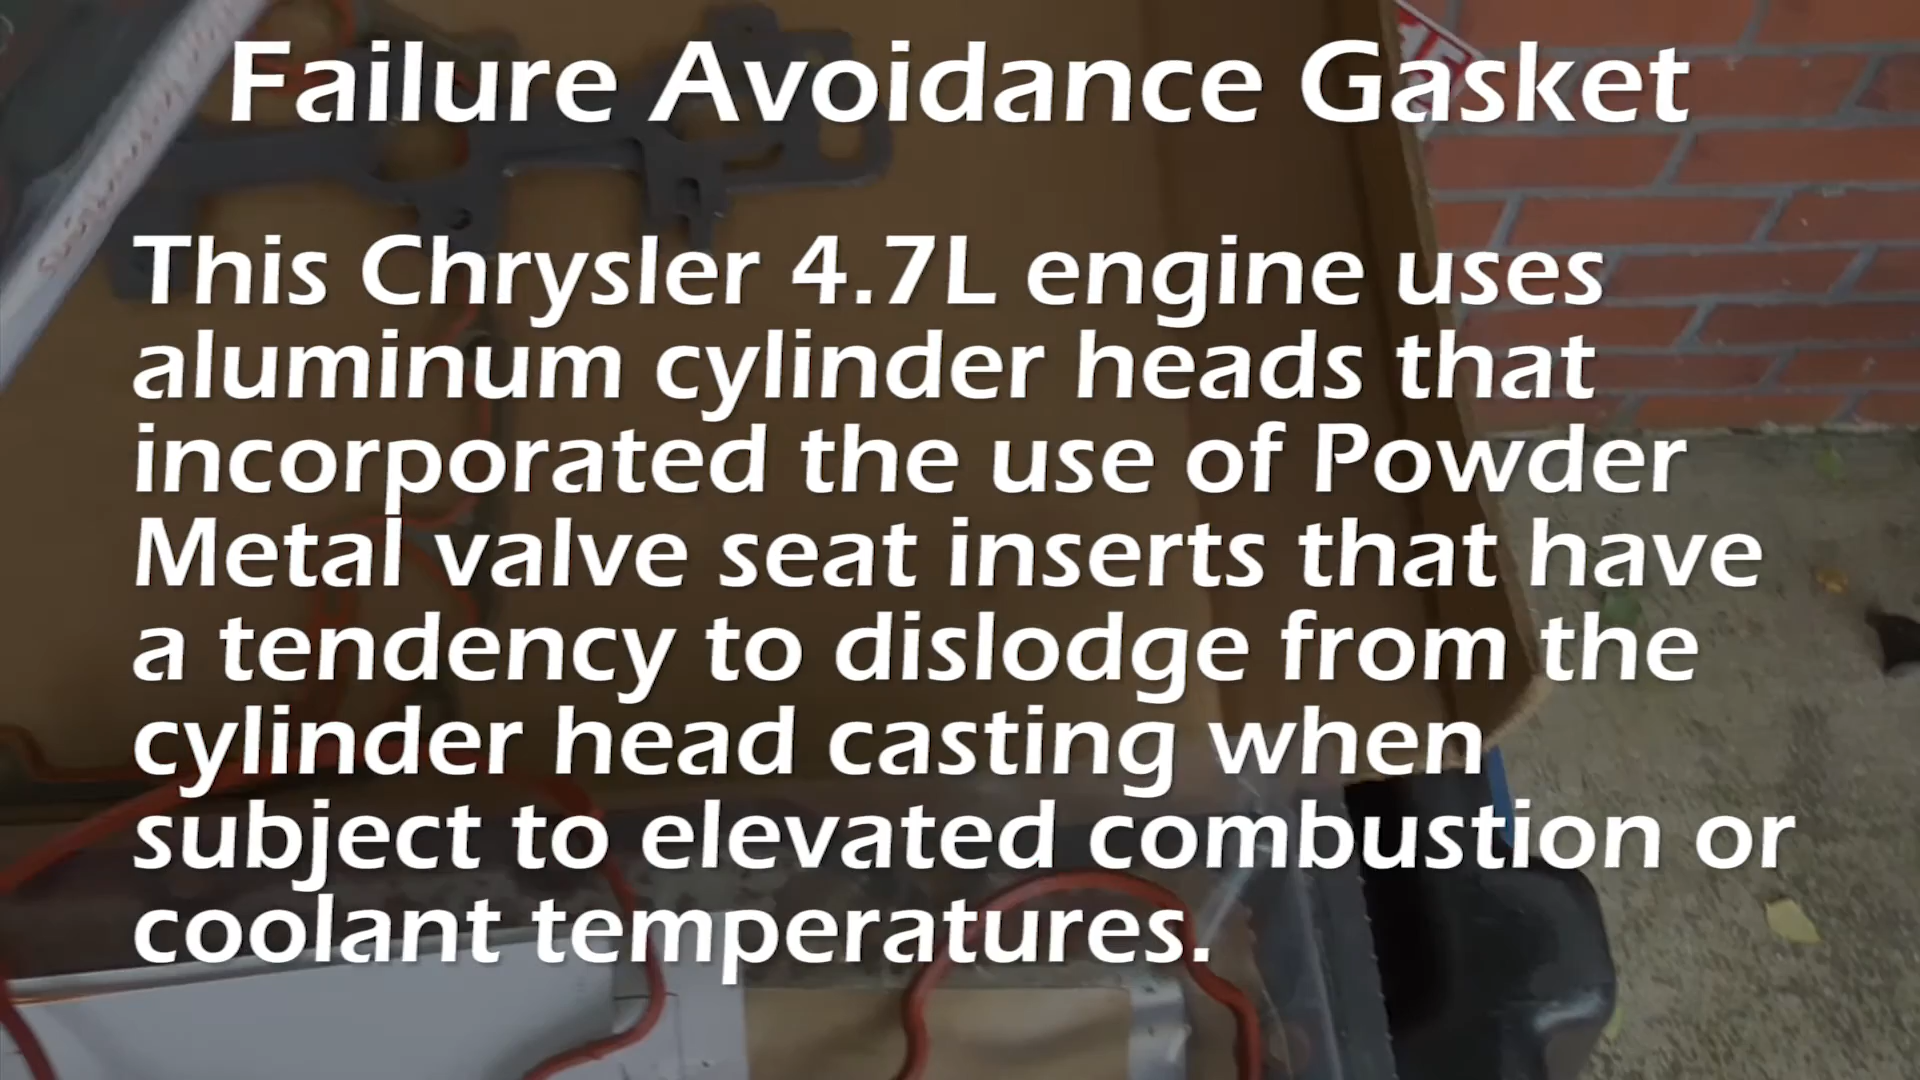 Failure Avoidance Gasket
This Chrysler 4.7L engine uses
aluminum cylinder heads that
incorporated the use of Powder
Metal valve seat inserts that have
a tendency to dislodge from the
cylinder head casting when
subject to elevated combustion or
coolant temperatures.